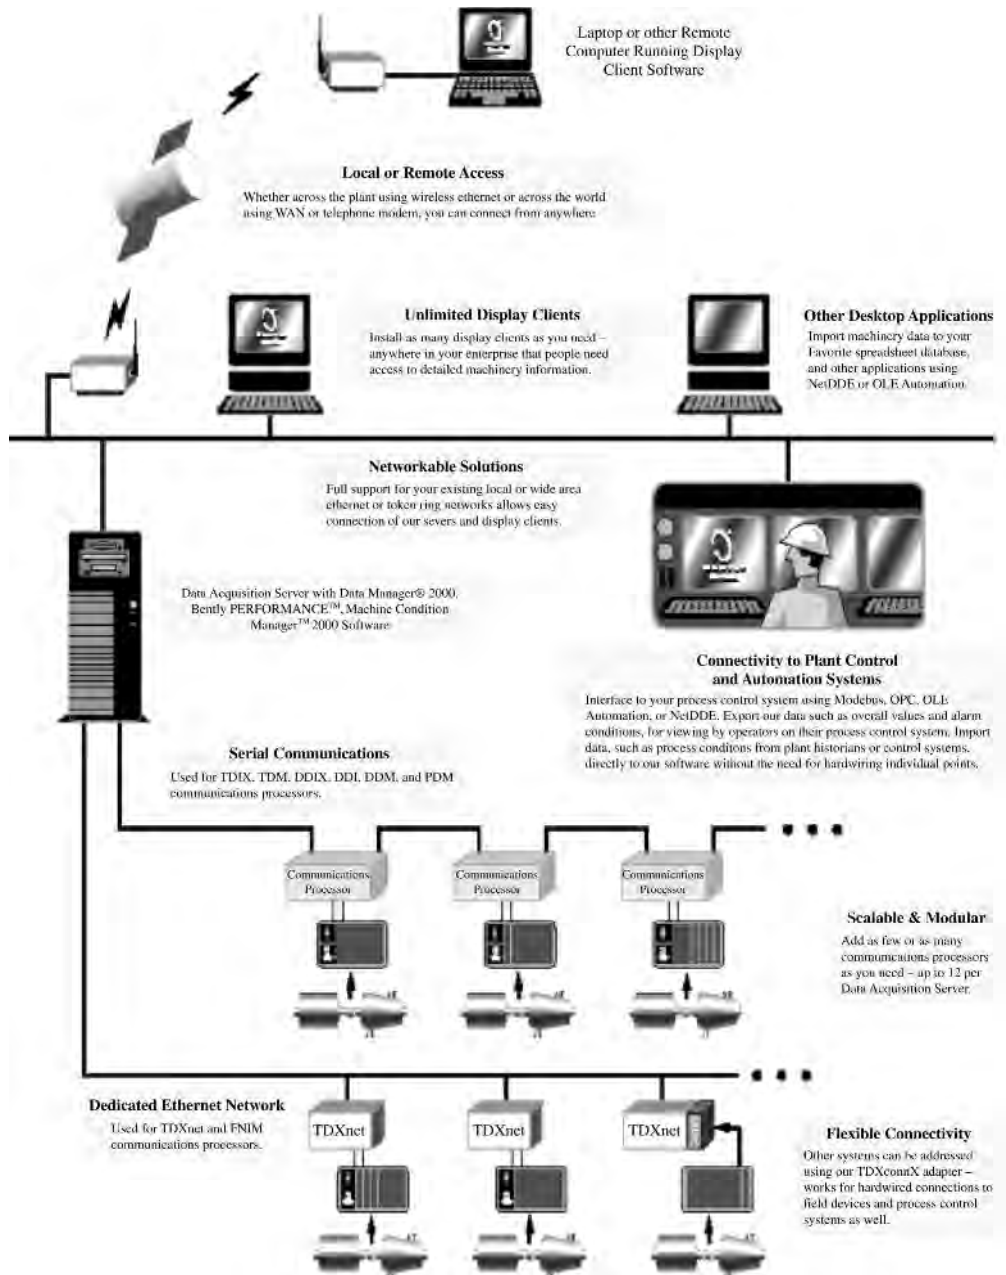 Laptop or other Remote
Computer Running Display
Client Software
Local or Remote Access
Whether across the plant using wireless ethernet or across the world
using WAN or telephone modem, you can connect from anywhere
Unlimited Display Clients
Install as many display clients as you need –
anywhere in your enterprise that people need
access to detailed machinery information.
Other Desktop Applications
Import machinery data to your
Favorite spreadsheet database,
and other applications using
NetDDE or OLE Automation.
Networkable Solutions
Full support for your existing local or wide area
ethernet or token ring networks allows easy
connection of our severs and display clients.
Data Acquisition Server with Data Manager® 2000,
Bently PERFORMANCE™, Machine Condition
Manager™ 2000 Software
Connectivity to Plant Control
and Automation Systems
Interface to your process control system using Modebus, OPC, OLE
Automation, or NetDDE. Export our data such as overall values and alarm
conditions, for viewing by operators on their process control system. Import
data, such as process conditons from plant historians or control systems,
directly to our software without the need for hardwiring individual points.
Serial Communications
Used for TDIX, TDM, DDIX, DDI, DDM, and PDM
communications processors.
Communications
Processor
Communications
Processor
Communications
Processor
Scalable & Modular
Add as few or as many
communications processors
as you need – up to 12 per
Data Acquisition Server.
Dedicated Ethernet Network
Used for TDXnet and FNIM
communications processors.
TDXnet
TDXnet
TDXnet
Flexible Connectivity
Other systems can be addressed
using our TDXconnX adapter –
works for hardwired connections to
field devices and process control
systems as well.